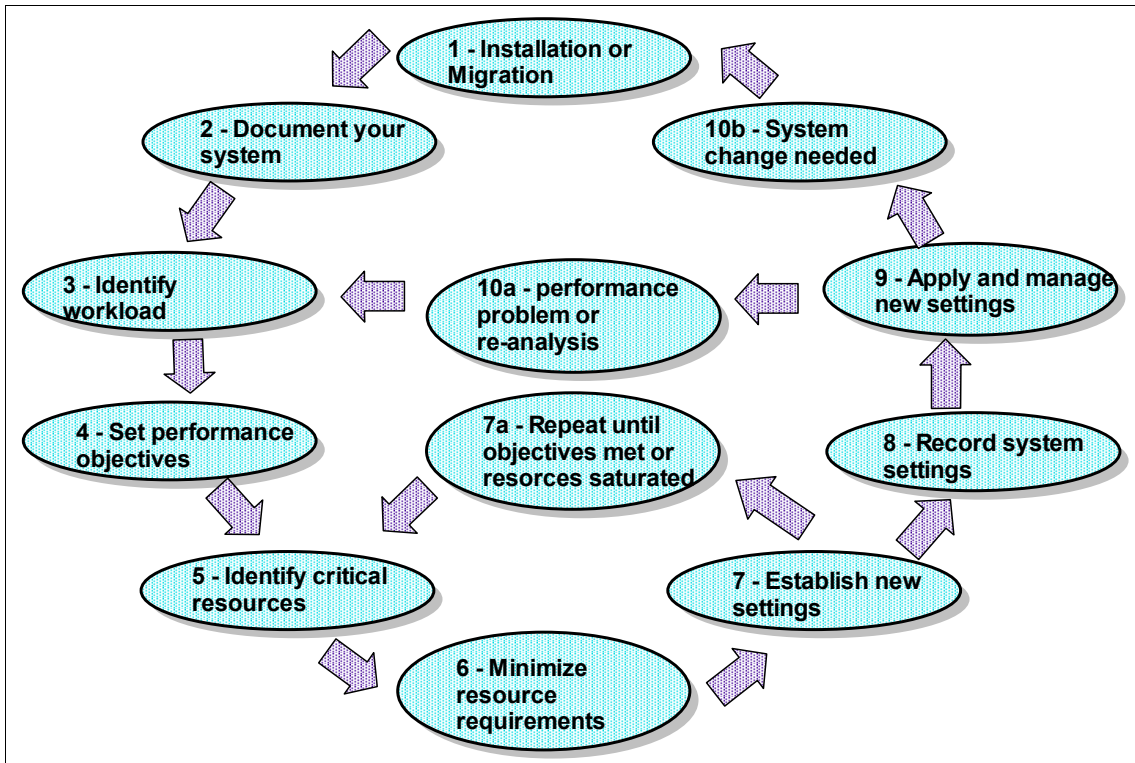 1 - Installation or
Migration
2 - Document your
system
10b - System
change needed
3 - Identify
workload
10a - performance
problem or
re-analysis
9 - Apply and manage
new settings
4 - Set performance
objectives
7a - Repeat until
objectives met or
resorces saturated
8 - Record system
settings
5 - Identify critical
resources
7 - Establish new
settings
6 - Minimize
resource
requirements